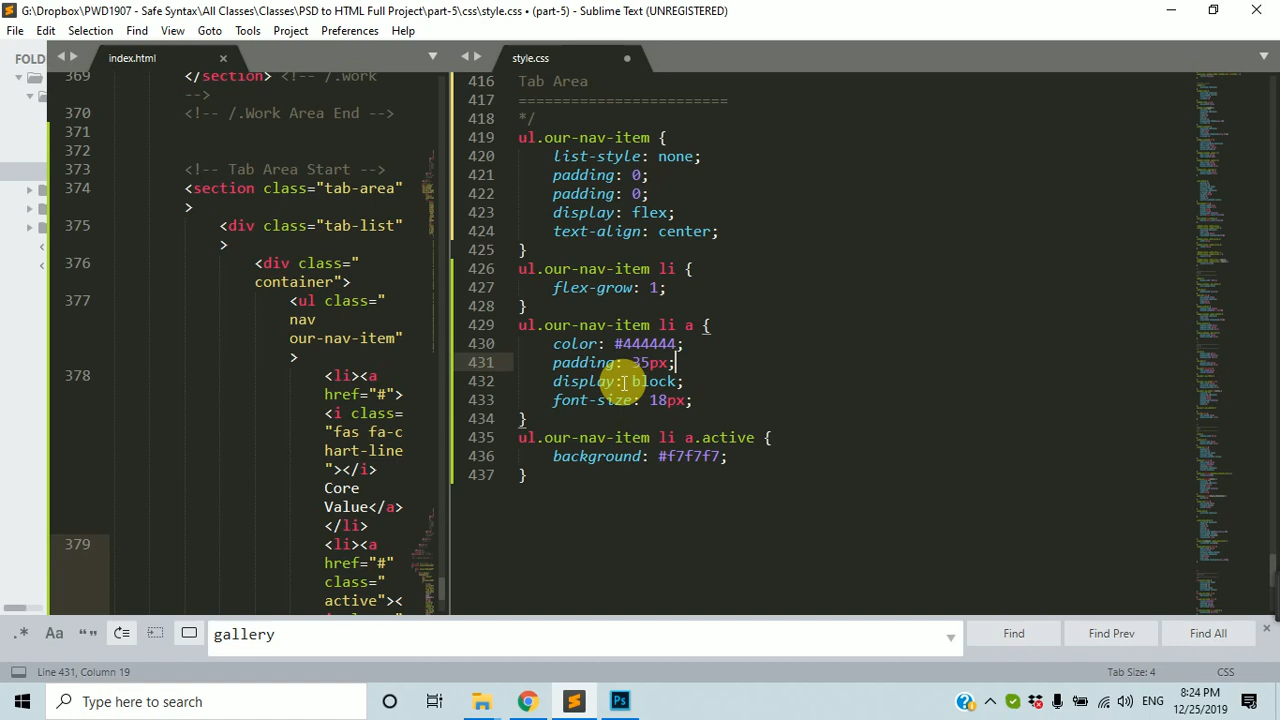 G:\Dropbox\PWD1907 - Safe Syntax\All Classes\Classes\PSD to HTML Full Project\part-5\css\style.css • (part-5) - Sublime Text (UNREGISTERED)
File Edit Selection Find View Goto Tools Project Preferences Help
FOLD
index.html
style.css
369 </section> <!-- /.work
-->
370 <!-- /.Work Area End -->
371
372
373 <!-- Tab Area Start -->
374 <section class="tab-area"
>
375 <div class="tab-list"
>
376 <div class="
container">
377 <ul class="
nav
our-nav-item"
>
378 <li><a
href="#">
<i class=
"fas fa-c
hart-line
"></i>
Core
Value</a>
</li>
379 <li><a
href="#"
class="
active"><
416 Tab Area
417 ========================
418 */
419 ul.our-nav-item {
420 list-style: none;
421 padding: 0;
422 padding: 0;
423 display: flex;
424 text-align: center;
425 }
426 ul.our-nav-item li {
427 flex-grow: 1;
428 }
429 ul.our-nav-item li a {
430 color: #444444;
431 padding: 35px;
432 display: block;
433 font-size: 18px;
434 }
435 ul.our-nav-item li a.active {
436 background: #f7f7f7;
437 }
.* Aa “” gallery Find Find Prev Find All
Line 431, Column 19 Tab Size: 4 CSS
Type here to search
Ps
8:24 PM
12/25/2019